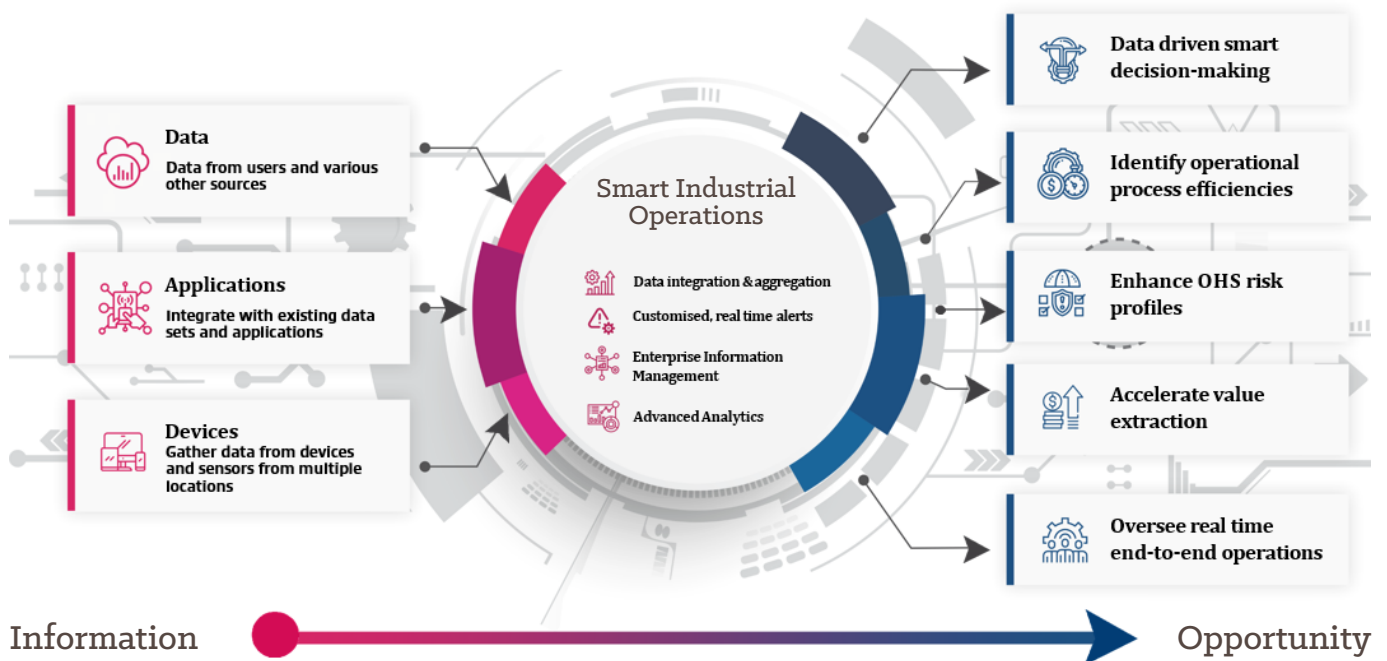 Data
Data from users and various
other sources
Applications
Integrate with existing data
sets and applications
Devices
Gather data from devices
and sensors from multiple
locations
Smart Industrial
Operations
Data integration & aggregation
Customised, real time alerts
Enterprise Information
Management
Advanced Analytics
Data driven smart
decision-making
Identify operational
process efficiencies
Enhance OHS risk
profiles
Accelerate value
extraction
Oversee real time
end-to-end operations
Information
Opportunity